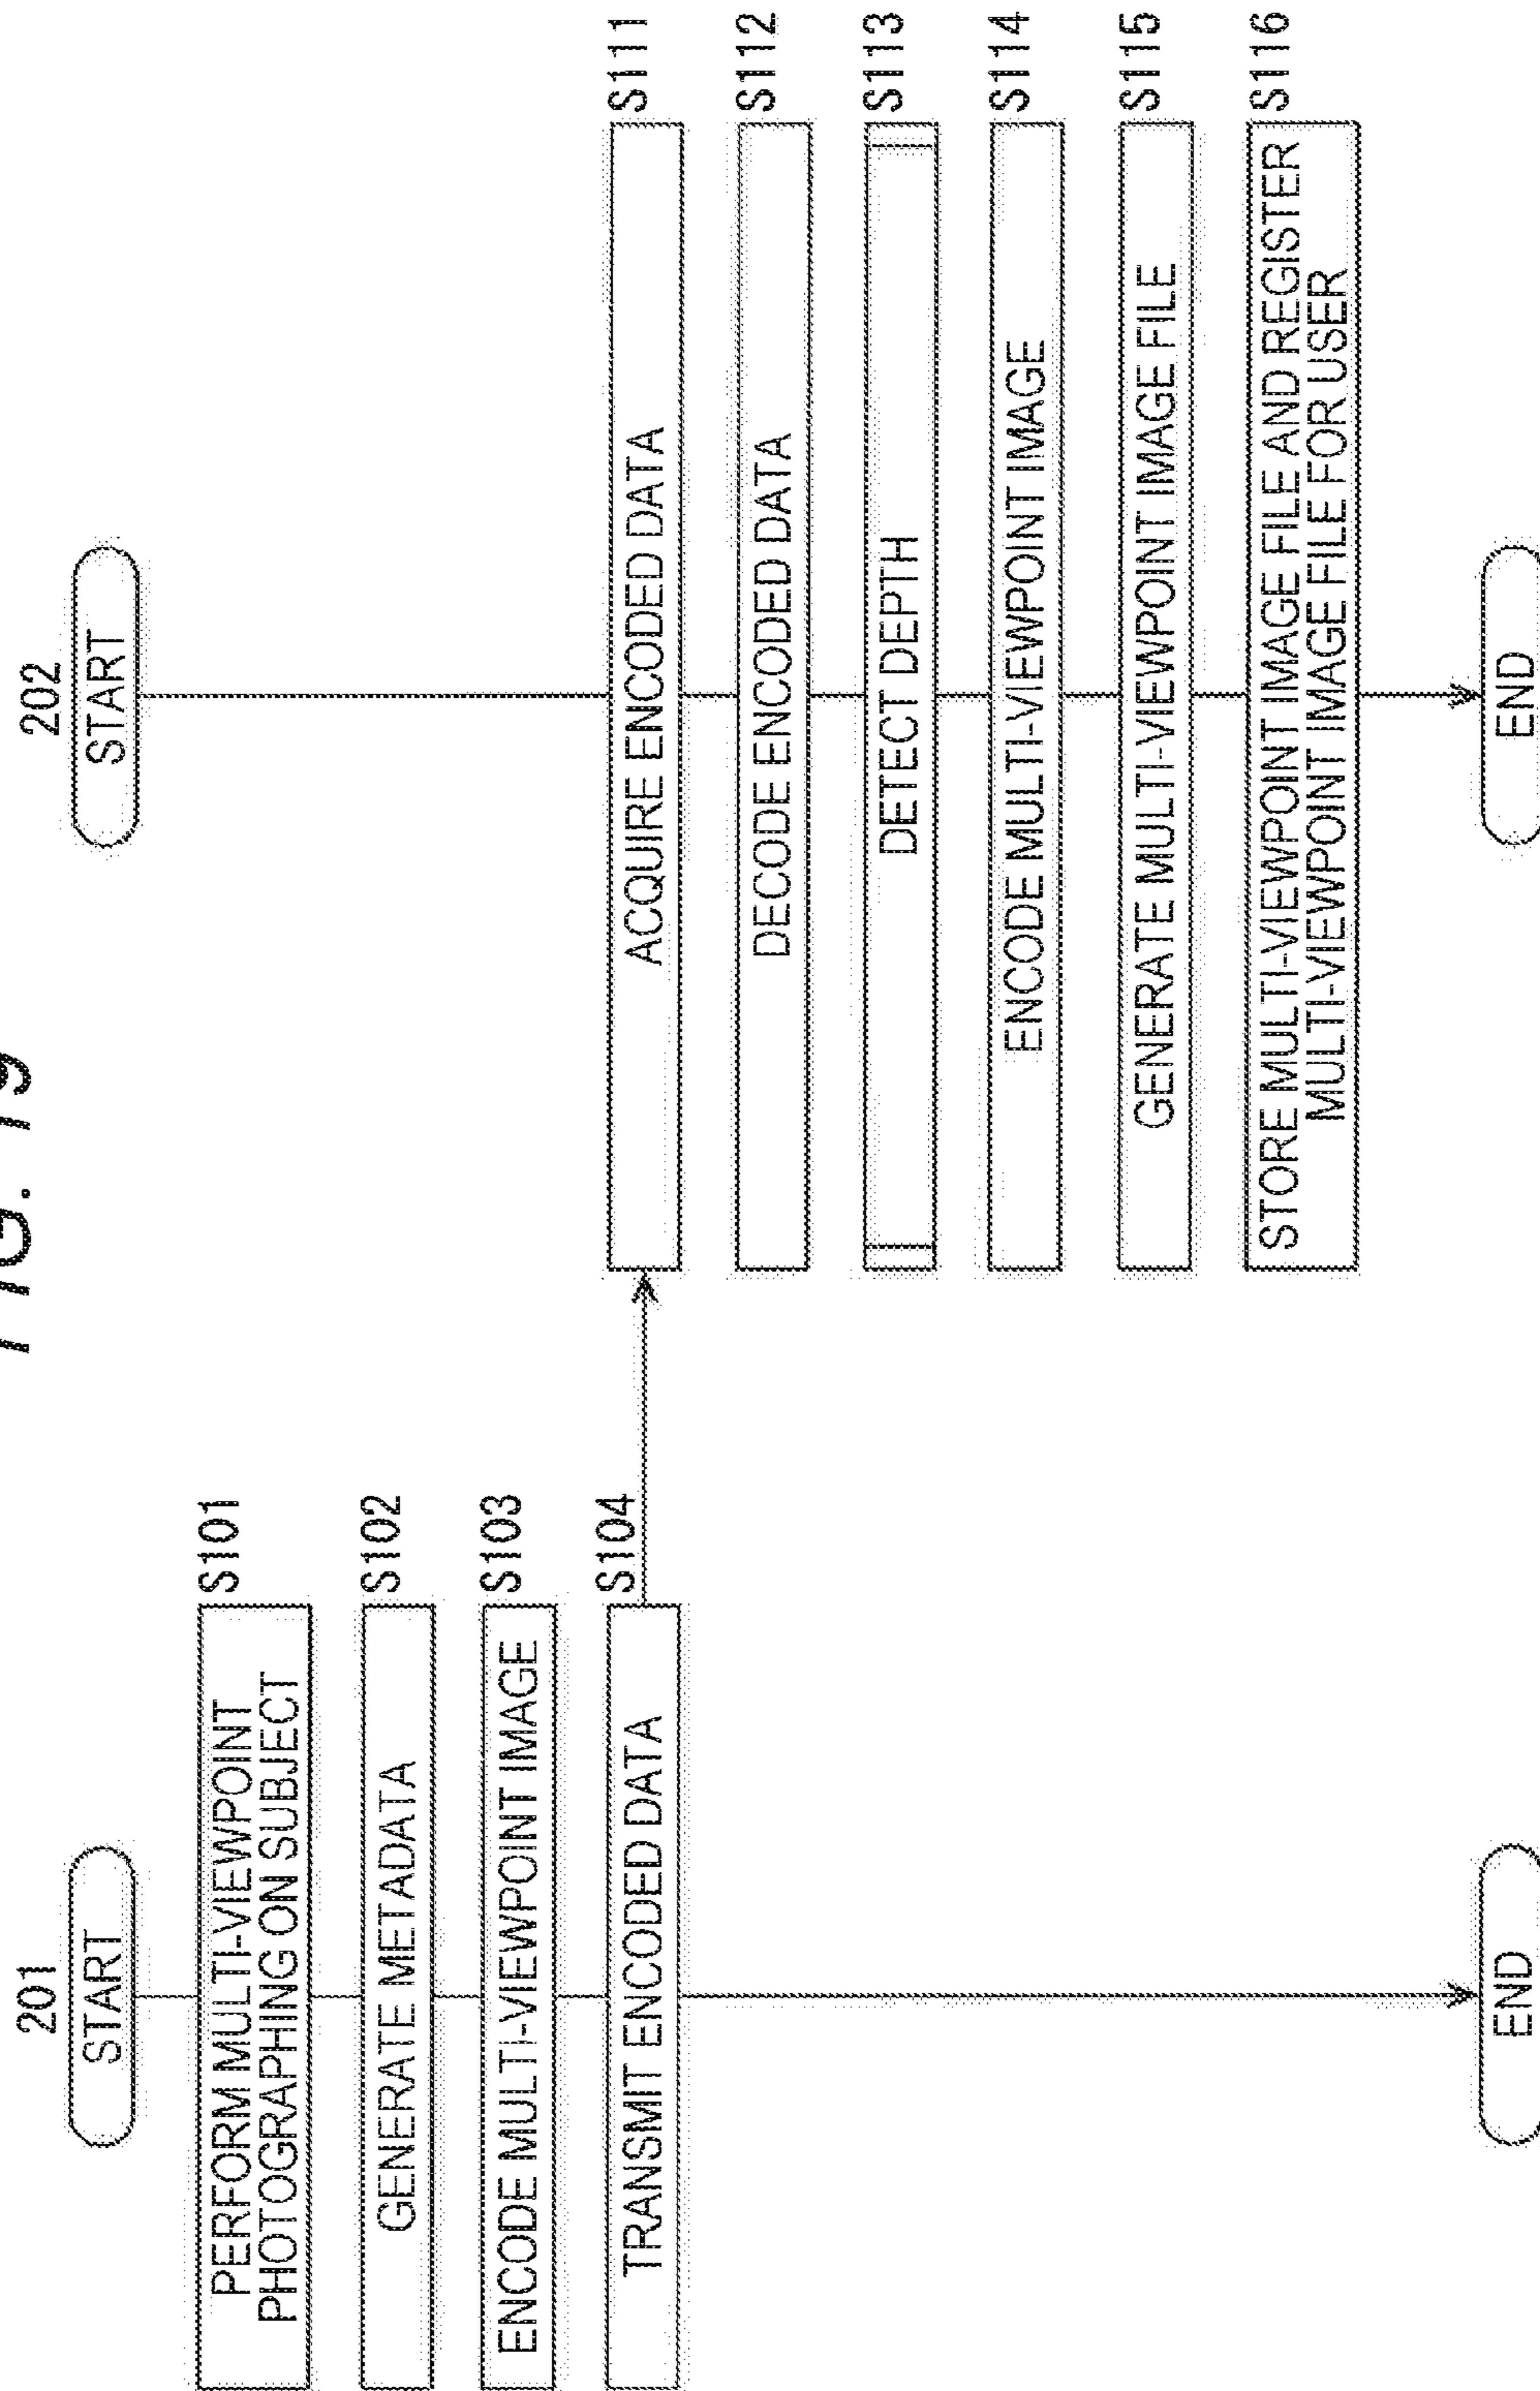 FIG. 19
201
START
PERFORM MULTI-VIEWPOINT
PHOTOGRAPHING ON SUBJECT
S101
GENERATE METADATA
S102
ENCODE MULTI-VIEWPOINT IMAGE
S103
TRANSMIT ENCODED DATA
S104
END
202
START
ACQUIRE ENCODED DATA
S111
DECODE ENCODED DATA
S112
DETECT DEPTH
S113
ENCODE MULTI-VIEWPOINT IMAGE
S114
GENERATE MULTI-VIEWPOINT IMAGE FILE
S115
STORE MULTI-VIEWPOINT IMAGE FILE AND REGISTER
MULTI-VIEWPOINT IMAGE FILE FOR USER
S116
END